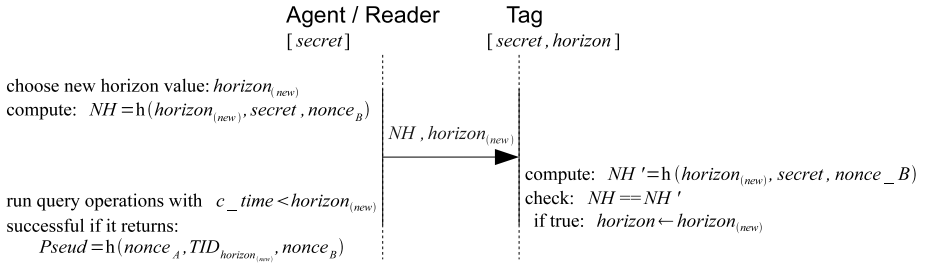 Agent / Reader
Tag
[ secret ]
[ secret , horizon ]
choose new horizon value: horizon(new)
compute: NH = h ( horizon(new) , secret , nonceB )
NH , horizon(new)
compute: NH ' = h ( horizon(new) , secret , nonce _ B )
check: NH == NH '
if true: horizon ← horizon(new)
run query operations with c _ time < horizon(new)
successful if it returns:
Pseud = h ( nonceA , TIDhorizon(new) , nonceB )